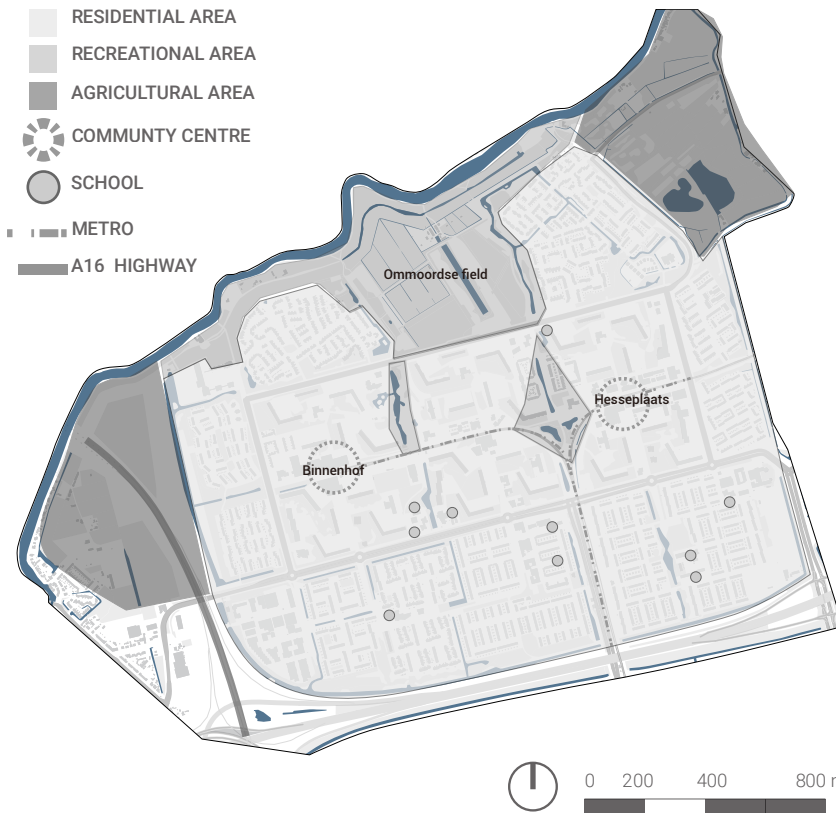 RESIDENTIAL AREA
RECREATIONAL AREA
AGRICULTURAL AREA
COMMUNTY CENTRE
SCHOOL
METRO
A16 HIGHWAY
Ommoordse field
Hesseplaats
Binnenhof
0 200 400 800 m